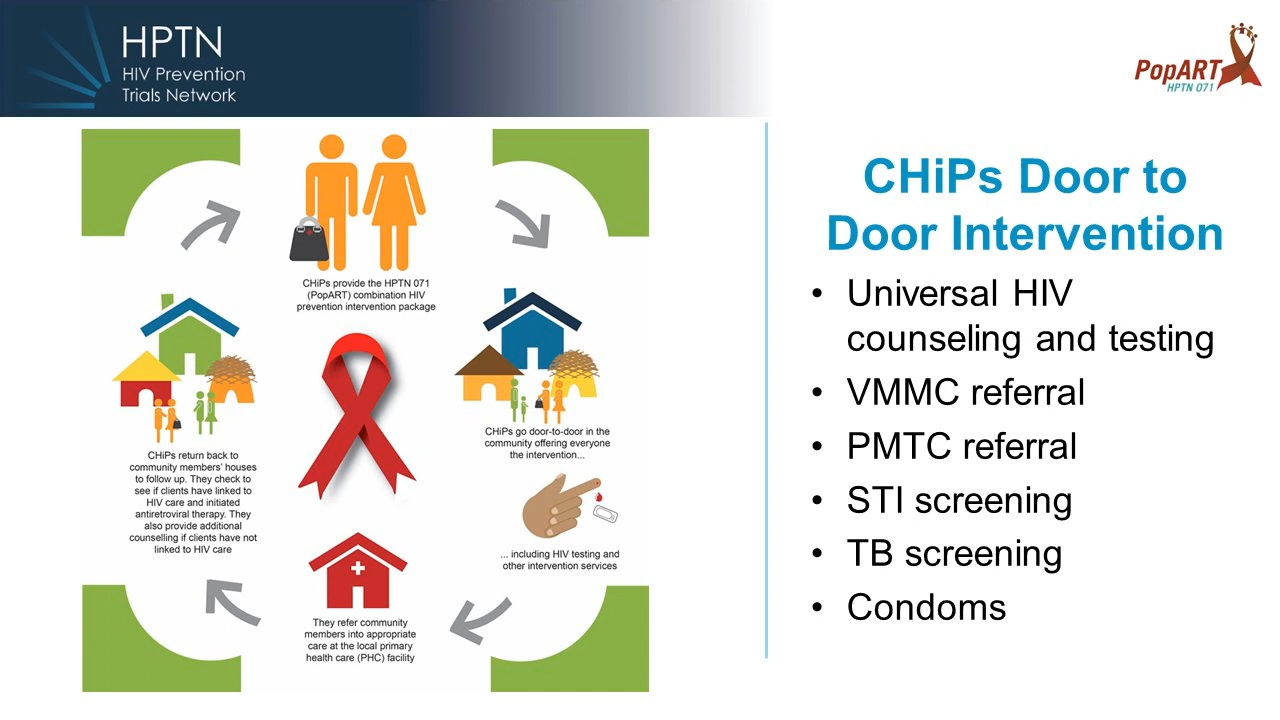 HPTN
HIV Prevention
Trials Network
PopART
HPTN 071
CHiPs provide the HPTN 071
(PopART) combination HIV
prevention intervention package
CHiPs go door-to-door in the
community offering everyone
the intervention...
... including HIV testing and
other intervention services
They refer community
members into appropriate
care at the local primary
health care (PHC) facility
CHiPs return back to
community members' houses
to follow up. They check to
see if clients have linked to
HIV care and initiated
antiretroviral therapy. They
also provide additional
counselling if clients have not
linked to HIV care
CHiPs Door to
Door Intervention
• Universal HIV
counseling and testing
• VMMC referral
• PMTC referral
• STI screening
• TB screening
• Condoms